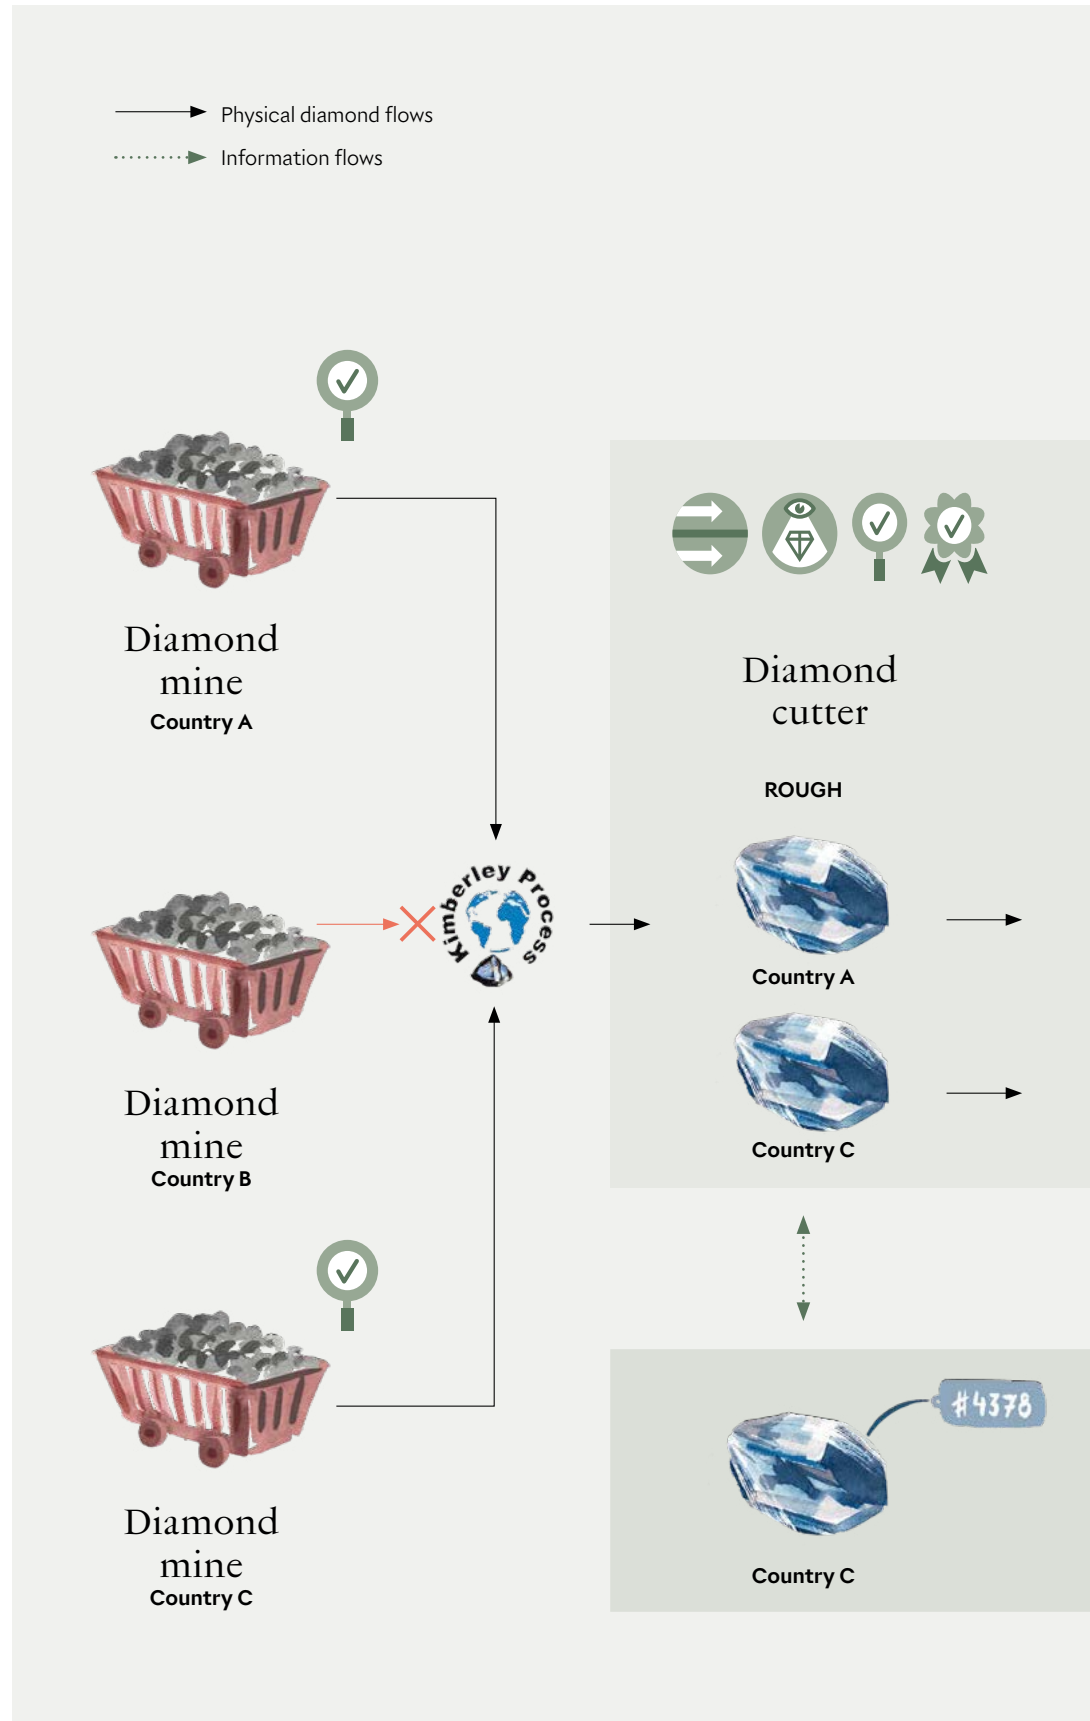 Physical diamond flows
Information flows
Diamond
mine
Country A
Diamond
cutter
ROUGH
Kimberley Process
Country A
Diamond
mine
Country B
Country C
#4378
Diamond
mine
Country C
Country C